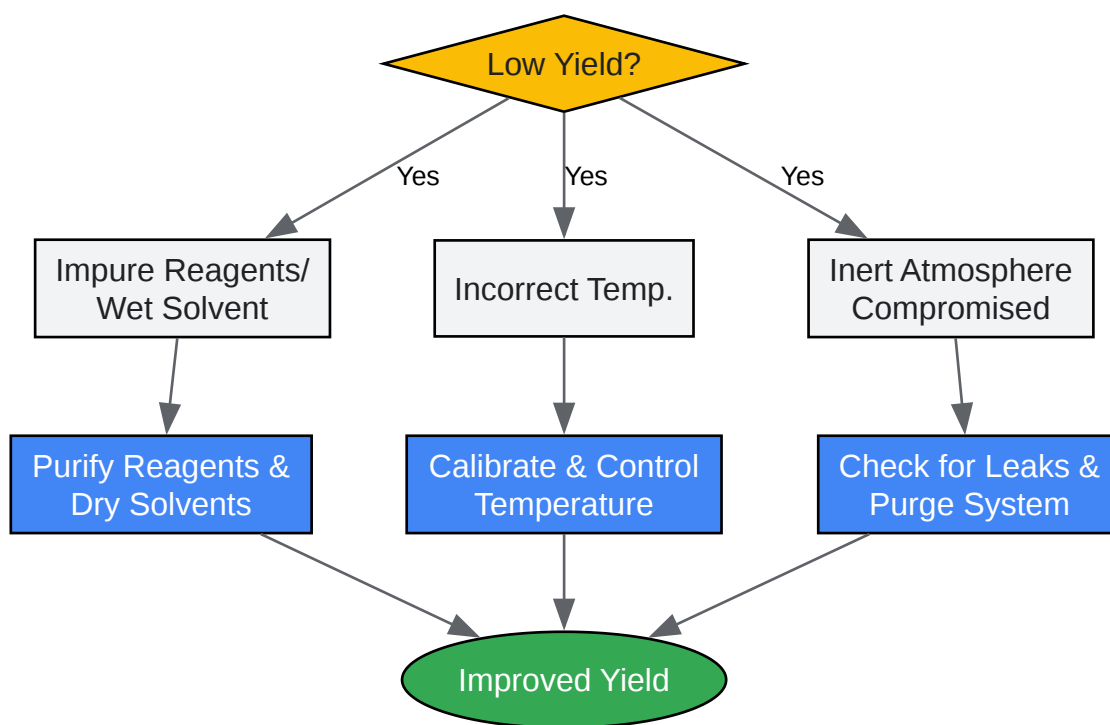 Low Yield?
Yes
Yes
Yes
Impure Reagents/
Wet Solvent
Incorrect Temp.
Inert Atmosphere
Compromised
Purify Reagents &
Dry Solvents
Calibrate & Control
Temperature
Check for Leaks &
Purge System
Improved Yield